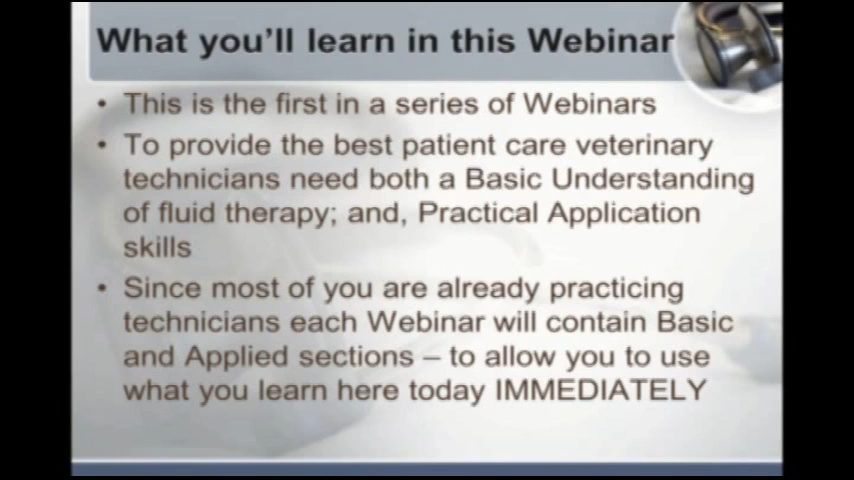 What you'll learn in this Webinar
• This is the first in a series of Webinars
• To provide the best patient care veterinary
technicians need both a Basic Understanding
of fluid therapy; and, Practical Application
skills
• Since most of you are already practicing
technicians each Webinar will contain Basic
and Applied sections – to allow you to use
what you learn here today IMMEDIATELY